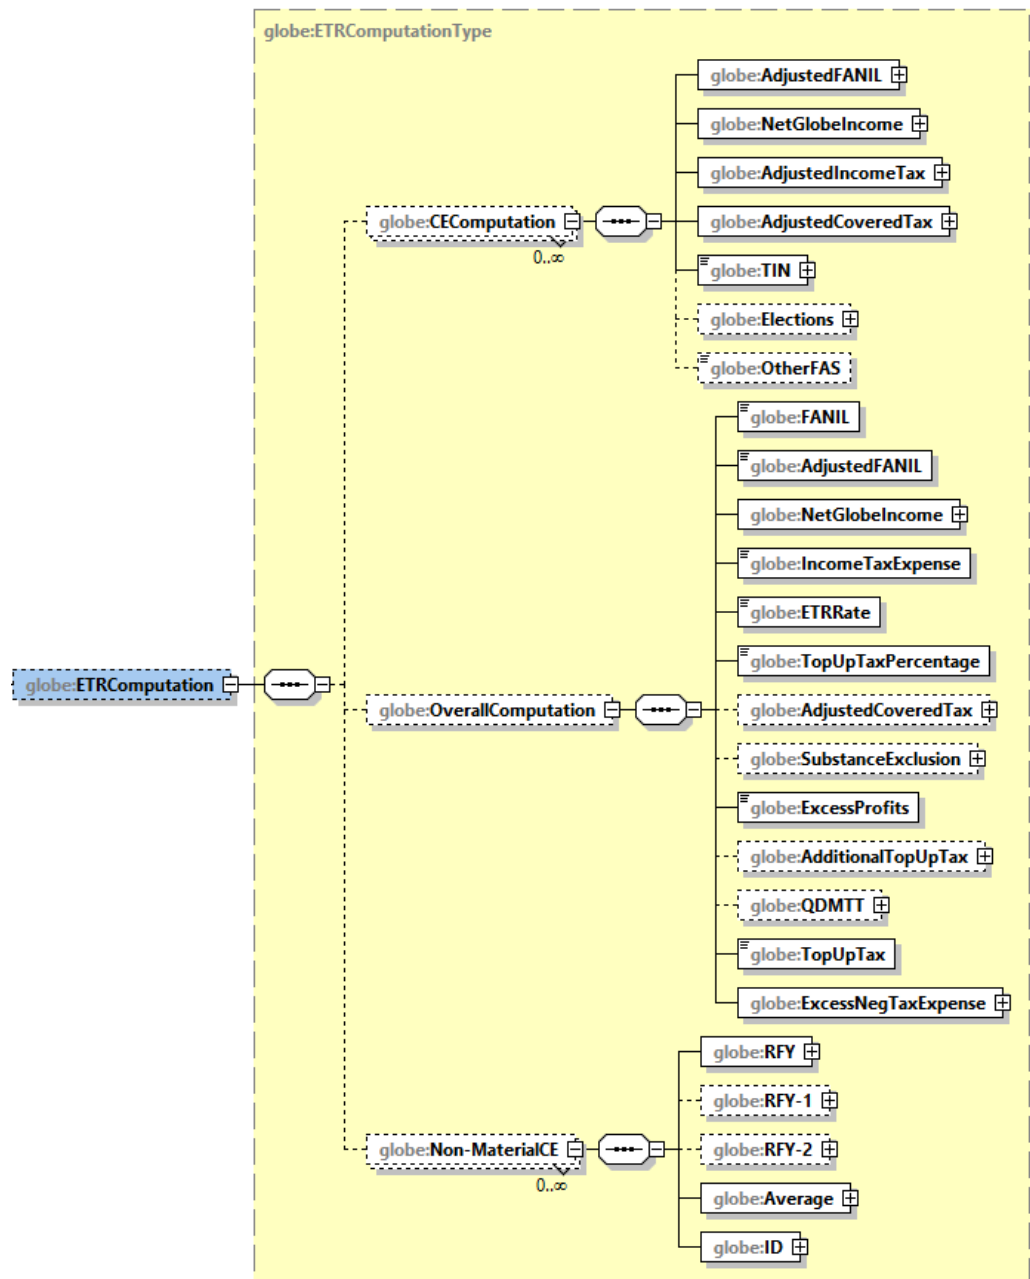 globe:ETRComputationType
globe:AdjustedFANIL
globe:NetGlobeIncome
globe:AdjustedIncomeTax
globe:CEComputation
globe:AdjustedCoveredTax
0..∞
globe:TIN
globe:Elections
globe:OtherFAS
globe:FANIL
globe:AdjustedFANIL
globe:NetGlobeIncome
globe:IncomeTaxExpense
globe:ETRRate
globe:TopUpTaxPercentage
globe:ETRComputation
globe:OverallComputation
globe:AdjustedCoveredTax
globe:SubstanceExclusion
globe:ExcessProfits
globe:AdditionalTopUpTax
globe:QDMTT
globe:TopUpTax
globe:ExcessNegTaxExpense
globe:RFY
globe:RFY-1
globe:Non-MaterialCE
globe:RFY-2
0..∞
globe:Average
globe:ID